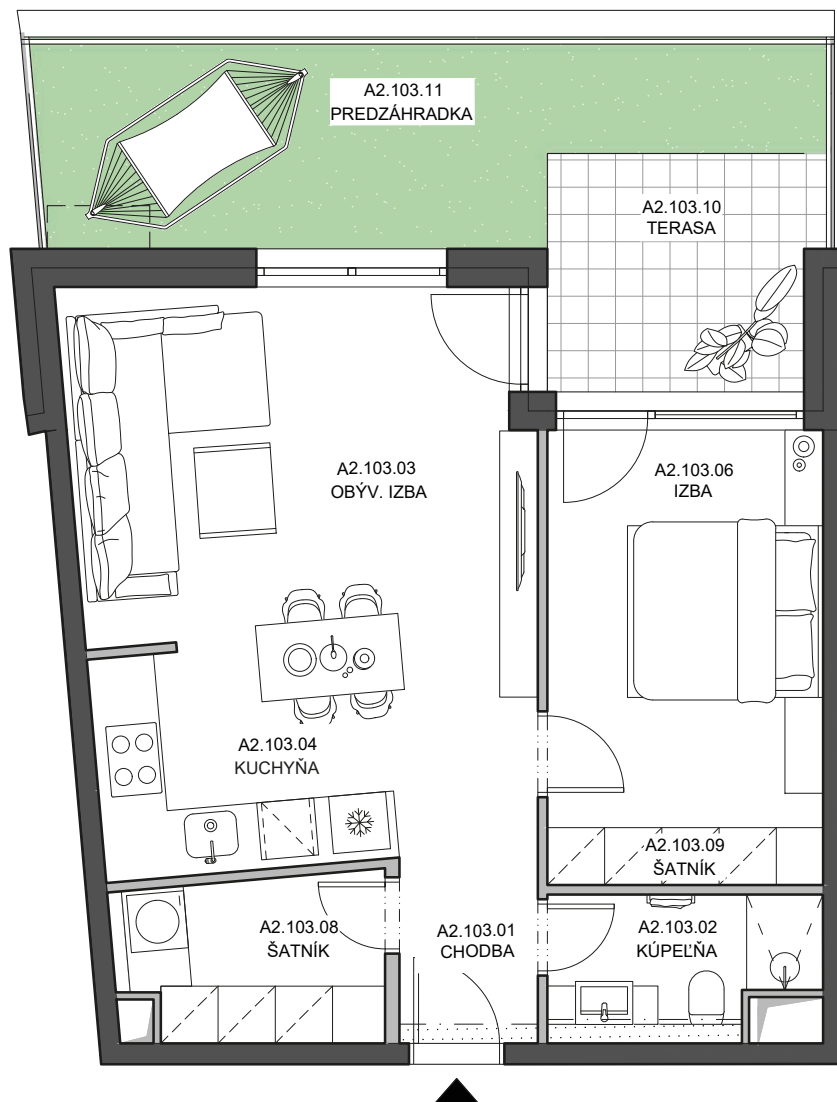 A2.103.11
PREDZÁHRADKA
A2.103.10
TERASA
A2.103.03
OBÝV. IZBA
A2.103.06
IZBA
A2.103.04
KUCHYŇA
A2.103.09
ŠATNÍK
A2.103.08
ŠATNÍK
A2.103.01
CHODBA
A2.103.02
KÚPEĽŇA